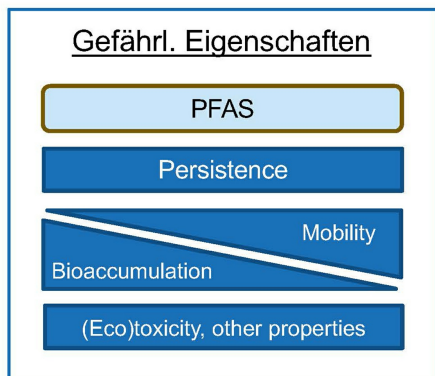 Gefährl. Eigenschaften
PFAS
Persistence
Mobility
Bioaccumulation
(Eco)toxicity, other properties